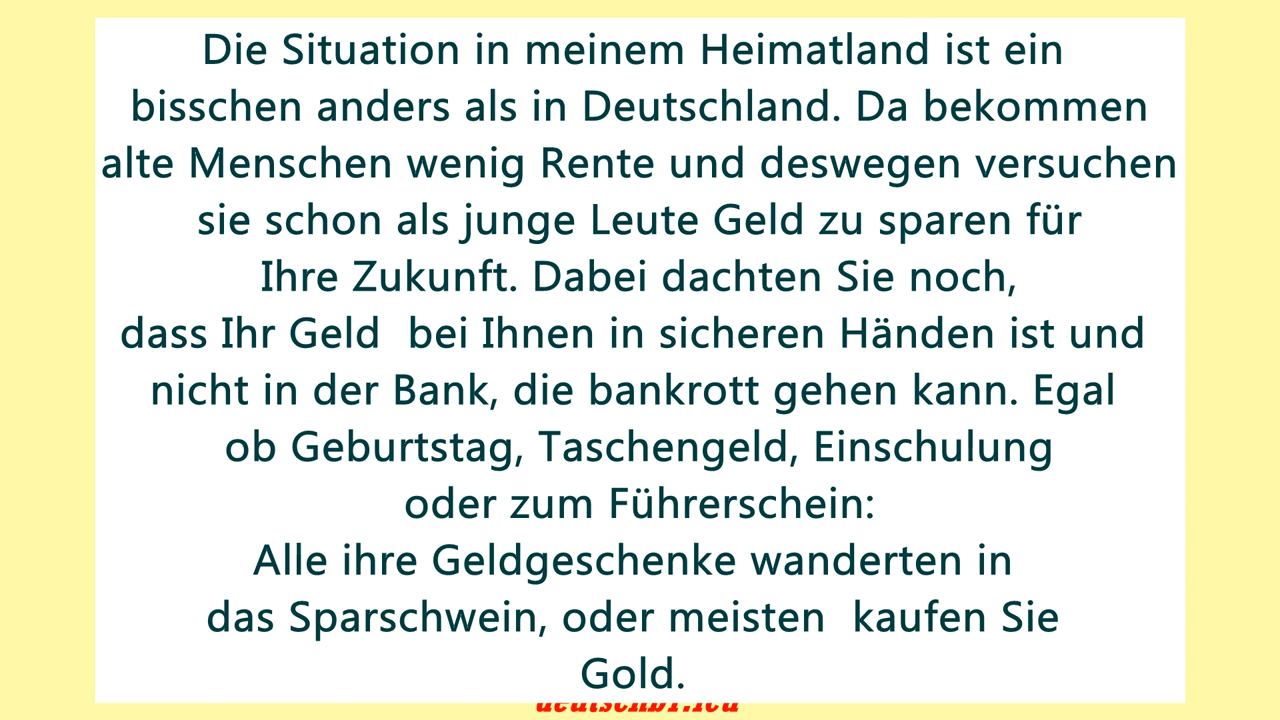 Die Situation in meinem Heimatland ist ein
bisschen anders als in Deutschland. Da bekommen
alte Menschen wenig Rente und deswegen versuchen
sie schon als junge Leute Geld zu sparen für
Ihre Zukunft. Dabei dachten Sie noch,
dass Ihr Geld  bei Ihnen in sicheren Händen ist und
nicht in der Bank, die bankrott gehen kann. Egal
ob Geburtstag, Taschengeld, Einschulung
oder zum Führerschein:
Alle ihre Geldgeschenke wanderten in
das Sparschwein, oder meisten  kaufen Sie
Gold.